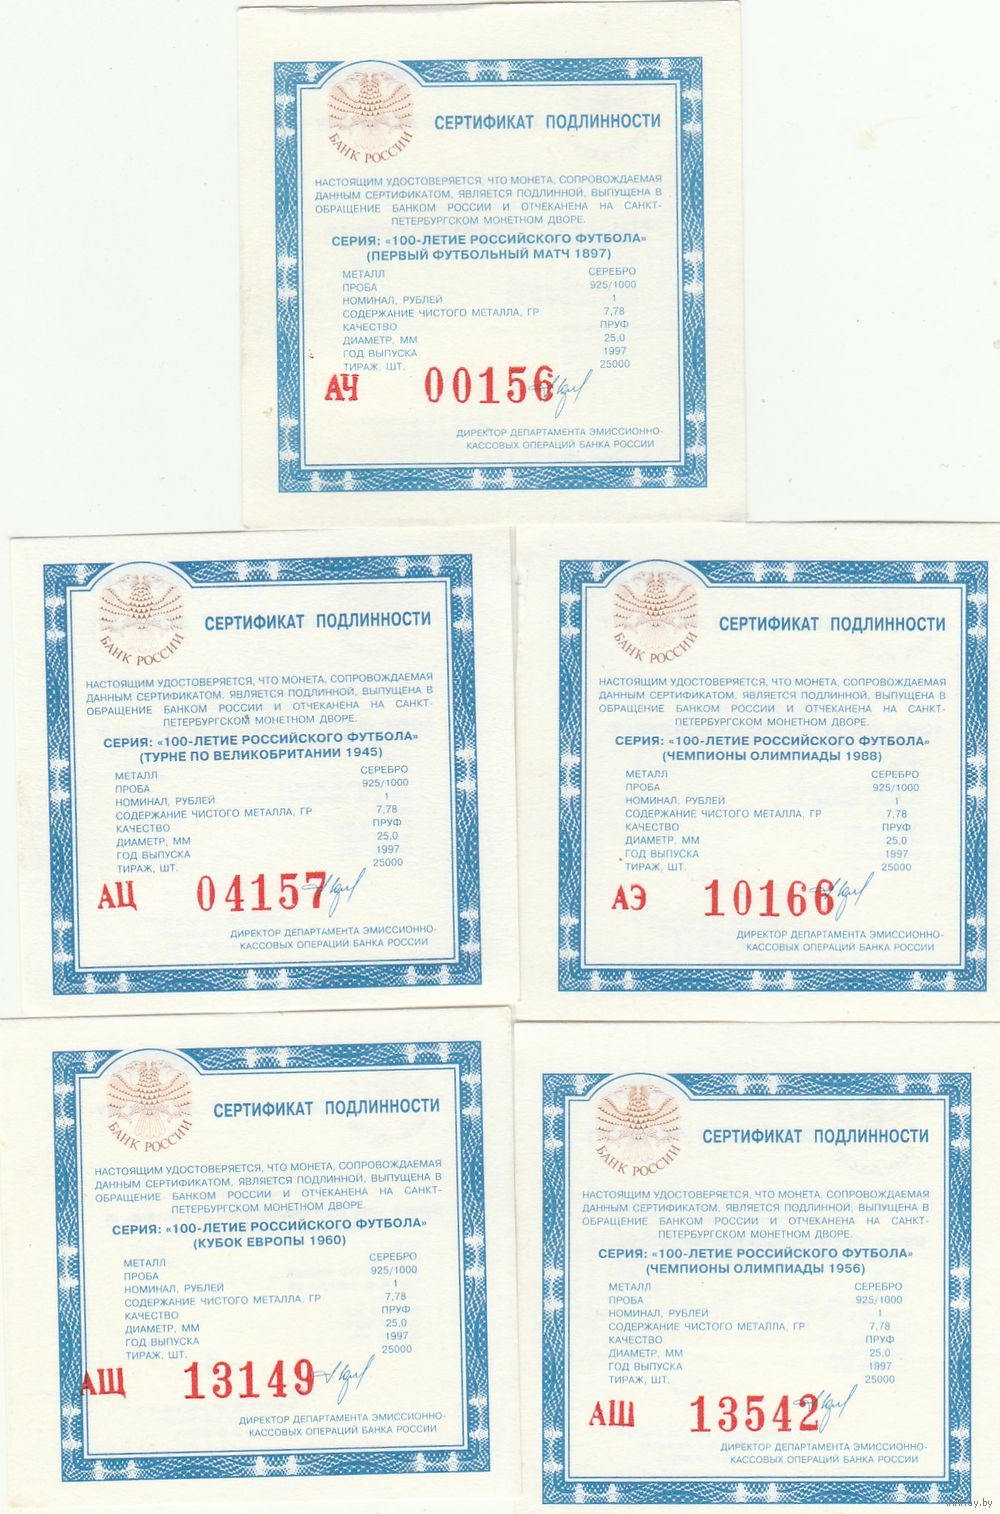 СЕРТИФИКАТ ПОДЛИННОСТИ
БАНК РОССИИ
НАСТОЯЩИМ УДОСТОВЕРЯЕТСЯ, ЧТО МОНЕТА, СОПРОВОЖДАЕМАЯ
ДАННЫМ СЕРТИФИКАТОМ, ЯВЛЯЕТСЯ ПОДЛИННОЙ, ВЫПУЩЕНА В
ОБРАЩЕНИЕ БАНКОМ РОССИИ И ОТЧЕКАНЕНА НА САНКТ-
ПЕТЕРБУРГСКОМ МОНЕТНОМ ДВОРЕ.
СЕРИЯ: «100-ЛЕТИЕ РОССИЙСКОГО ФУТБОЛА»
(ПЕРВЫЙ ФУТБОЛЬНЫЙ МАТЧ 1897)
МЕТАЛЛ СЕРЕБРО
ПРОБА 925/1000
НОМИНАЛ, РУБЛЕЙ 1
СОДЕРЖАНИЕ ЧИСТОГО МЕТАЛЛА, ГР 7,78
КАЧЕСТВО ПРУФ
ДИАМЕТР, ММ 25,0
ГОД ВЫПУСКА 1997
ТИРАЖ, ШТ. 25000
АЧ 00156
ДИРЕКТОР ДЕПАРТАМЕНТА ЭМИССИОННО-
КАССОВЫХ ОПЕРАЦИЙ БАНКА РОССИИ
СЕРТИФИКАТ ПОДЛИННОСТИ
БАНК РОССИИ
НАСТОЯЩИМ УДОСТОВЕРЯЕТСЯ, ЧТО МОНЕТА, СОПРОВОЖДАЕМАЯ
ДАННЫМ СЕРТИФИКАТОМ, ЯВЛЯЕТСЯ ПОДЛИННОЙ, ВЫПУЩЕНА В
ОБРАЩЕНИЕ БАНКОМ РОССИИ И ОТЧЕКАНЕНА НА САНКТ-
ПЕТЕРБУРГСКОМ МОНЕТНОМ ДВОРЕ.
СЕРИЯ: «100-ЛЕТИЕ РОССИЙСКОГО ФУТБОЛА»
(ТУРНЕ ПО ВЕЛИКОБРИТАНИИ 1945)
МЕТАЛЛ СЕРЕБРО
ПРОБА 925/1000
НОМИНАЛ, РУБЛЕЙ 1
СОДЕРЖАНИЕ ЧИСТОГО МЕТАЛЛА, ГР 7,78
КАЧЕСТВО ПРУФ
ДИАМЕТР, ММ 25,0
ГОД ВЫПУСКА 1997
ТИРАЖ, ШТ. 25000
АЦ 04157
ДИРЕКТОР ДЕПАРТАМЕНТА ЭМИССИОННО-
КАССОВЫХ ОПЕРАЦИЙ БАНКА РОССИИ
СЕРТИФИКАТ ПОДЛИННОСТИ
БАНК РОССИИ
НАСТОЯЩИМ УДОСТОВЕРЯЕТСЯ, ЧТО МОНЕТА, СОПРОВОЖДАЕМАЯ
ДАННЫМ СЕРТИФИКАТОМ, ЯВЛЯЕТСЯ ПОДЛИННОЙ, ВЫПУЩЕНА В
ОБРАЩЕНИЕ БАНКОМ РОССИИ И ОТЧЕКАНЕНА НА САНКТ-
ПЕТЕРБУРГСКОМ МОНЕТНОМ ДВОРЕ.
СЕРИЯ: «100-ЛЕТИЕ РОССИЙСКОГО ФУТБОЛА»
(ЧЕМПИОНЫ ОЛИМПИАДЫ 1988)
МЕТАЛЛ СЕРЕБРО
ПРОБА 925/1000
НОМИНАЛ, РУБЛЕЙ 1
СОДЕРЖАНИЕ ЧИСТОГО МЕТАЛЛА, ГР 7,78
КАЧЕСТВО ПРУФ
ДИАМЕТР, ММ 25,0
ГОД ВЫПУСКА 1997
ТИРАЖ, ШТ. 25000
АЭ 10166
ДИРЕКТОР ДЕПАРТАМЕНТА ЭМИССИОННО-
КАССОВЫХ ОПЕРАЦИЙ БАНКА РОССИИ
СЕРТИФИКАТ ПОДЛИННОСТИ
БАНК РОССИИ
НАСТОЯЩИМ УДОСТОВЕРЯЕТСЯ, ЧТО МОНЕТА, СОПРОВОЖДАЕМАЯ
ДАННЫМ СЕРТИФИКАТОМ, ЯВЛЯЕТСЯ ПОДЛИННОЙ, ВЫПУЩЕНА В
ОБРАЩЕНИЕ БАНКОМ РОССИИ И ОТЧЕКАНЕНА НА САНКТ-
ПЕТЕРБУРГСКОМ МОНЕТНОМ ДВОРЕ.
СЕРИЯ: «100-ЛЕТИЕ РОССИЙСКОГО ФУТБОЛА»
(КУБОК ЕВРОПЫ 1960)
МЕТАЛЛ СЕРЕБРО
ПРОБА 925/1000
НОМИНАЛ, РУБЛЕЙ 1
СОДЕРЖАНИЕ ЧИСТОГО МЕТАЛЛА, ГР 7,78
КАЧЕСТВО ПРУФ
ДИАМЕТР, ММ 25,0
ГОД ВЫПУСКА 1997
ТИРАЖ, ШТ. 25000
АЩ 13149
ДИРЕКТОР ДЕПАРТАМЕНТА ЭМИССИОННО-
КАССОВЫХ ОПЕРАЦИЙ БАНКА РОССИИ
СЕРТИФИКАТ ПОДЛИННОСТИ
БАНК РОССИИ
НАСТОЯЩИМ УДОСТОВЕРЯЕТСЯ, ЧТО МОНЕТА, СОПРОВОЖДАЕМАЯ
ДАННЫМ СЕРТИФИКАТОМ, ЯВЛЯЕТСЯ ПОДЛИННОЙ, ВЫПУЩЕНА В
ОБРАЩЕНИЕ БАНКОМ РОССИИ И ОТЧЕКАНЕНА НА САНКТ-
ПЕТЕРБУРГСКОМ МОНЕТНОМ ДВОРЕ.
СЕРИЯ: «100-ЛЕТИЕ РОССИЙСКОГО ФУТБОЛА»
(ЧЕМПИОНЫ ОЛИМПИАДЫ 1956)
МЕТАЛЛ СЕРЕБРО
ПРОБА 925/1000
НОМИНАЛ, РУБЛЕЙ 1
СОДЕРЖАНИЕ ЧИСТОГО МЕТАЛЛА, ГР 7,78
КАЧЕСТВО ПРУФ
ДИАМЕТР, ММ 25,0
ГОД ВЫПУСКА 1997
ТИРАЖ, ШТ. 25000
АШ 13542
ДИРЕКТОР ДЕПАРТАМЕНТА ЭМИССИОННО-
КАССОВЫХ ОПЕРАЦИЙ БАНКА РОССИИ